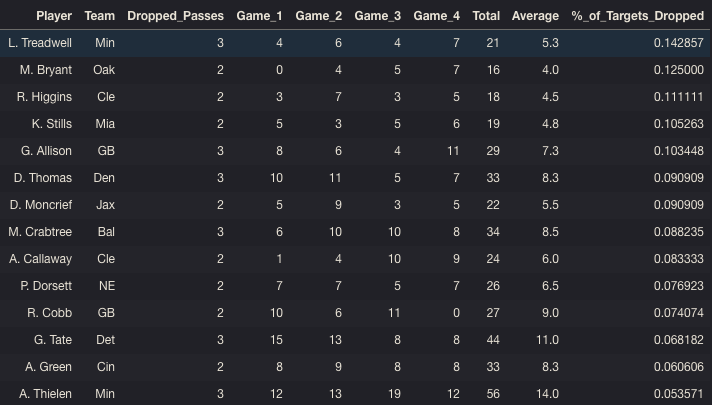 Player Team Dropped_Passes Game_1 Game_2 Game_3 Game_4 Total Average %_of_Targets_Dropped
L. Treadwell Min 3 4 6 4 7 21 5.3 0.142857
M. Bryant Oak 2 0 4 5 7 16 4.0 0.125000
R. Higgins Cle 2 3 7 3 5 18 4.5 0.111111
K. Stills Mia 2 5 3 5 6 19 4.8 0.105263
G. Allison GB 3 8 6 4 11 29 7.3 0.103448
D. Thomas Den 3 10 11 5 7 33 8.3 0.090909
D. Moncrief Jax 2 5 9 3 5 22 5.5 0.090909
M. Crabtree Bal 3 6 10 10 8 34 8.5 0.088235
A. Callaway Cle 2 1 4 10 9 24 6.0 0.083333
P. Dorsett NE 2 7 7 5 7 26 6.5 0.076923
R. Cobb GB 2 10 6 11 0 27 9.0 0.074074
G. Tate Det 3 15 13 8 8 44 11.0 0.068182
A. Green Cin 2 8 9 8 8 33 8.3 0.060606
A. Thielen Min 3 12 13 19 12 56 14.0 0.053571